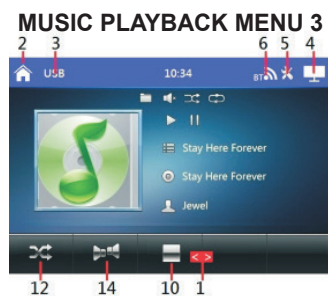 MUSIC PLAYBACK MENU 3
2 3 6 5 4
USB 10:34 BT
Stay Here Forever
Stay Here Forever
Jewel
12 14 10 1